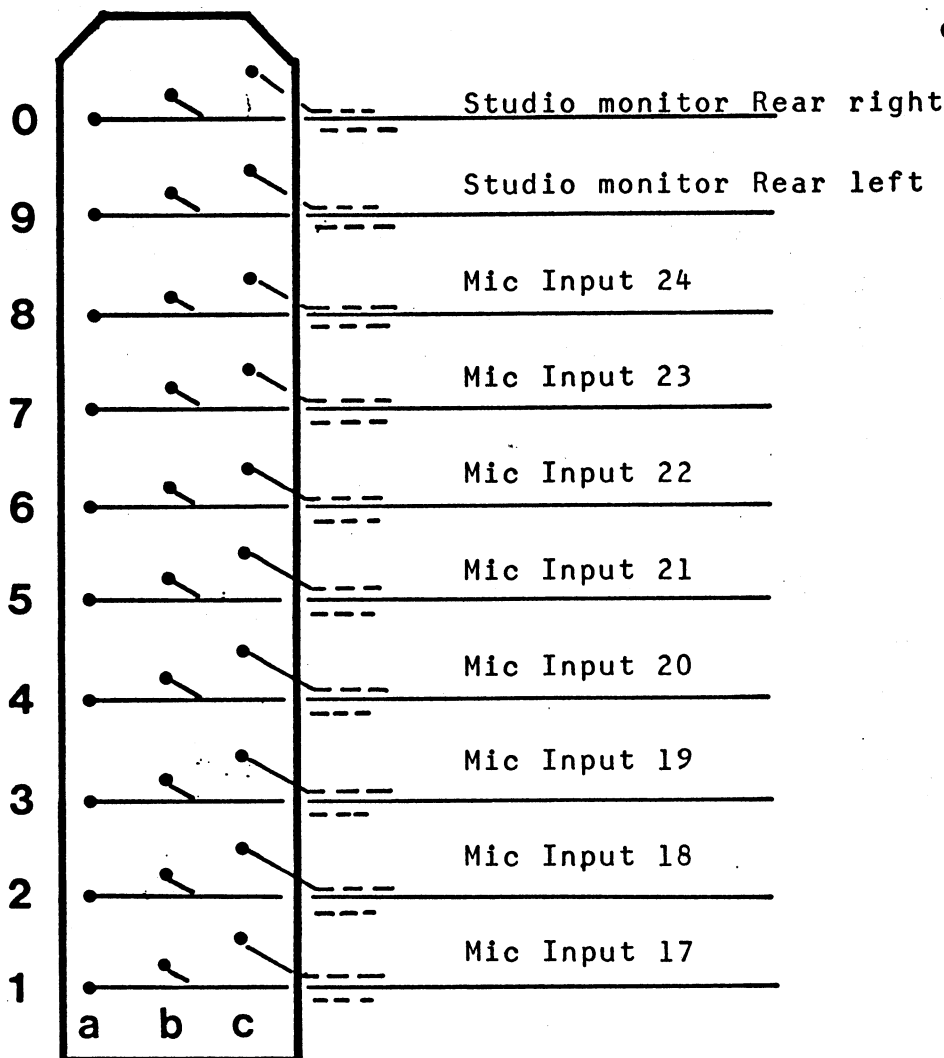 0 Studio monitor Rear right
9 Studio monitor Rear left
8 Mic Input 24
7 Mic Input 23
6 Mic Input 22
5 Mic Input 21
4 Mic Input 20
3 Mic Input 19
2 Mic Input 18
1 Mic Input 17
a b c